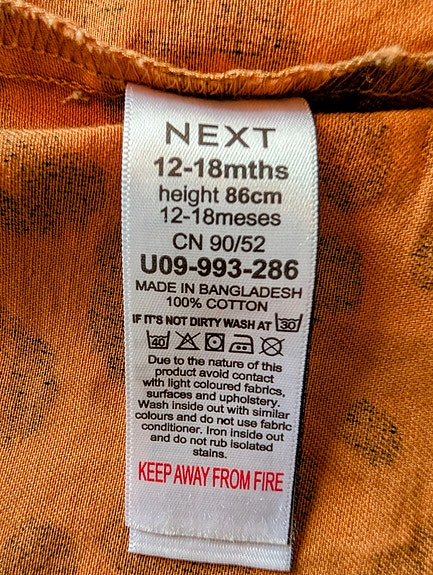 NEXT
12-18mths
height 86cm
12-18meses
CN 90/52
U09-993-286
MADE IN BANGLADESH
100% COTTON
IF IT'S NOT DIRTY WASH AT 30
40
Due to the nature of this
product avoid contact
with light coloured fabrics,
surfaces and upholstery.
Wash inside out with similar
colours and do not use fabric
conditioner. Iron inside out
and do not rub isolated
stains.
KEEP AWAY FROM FIRE